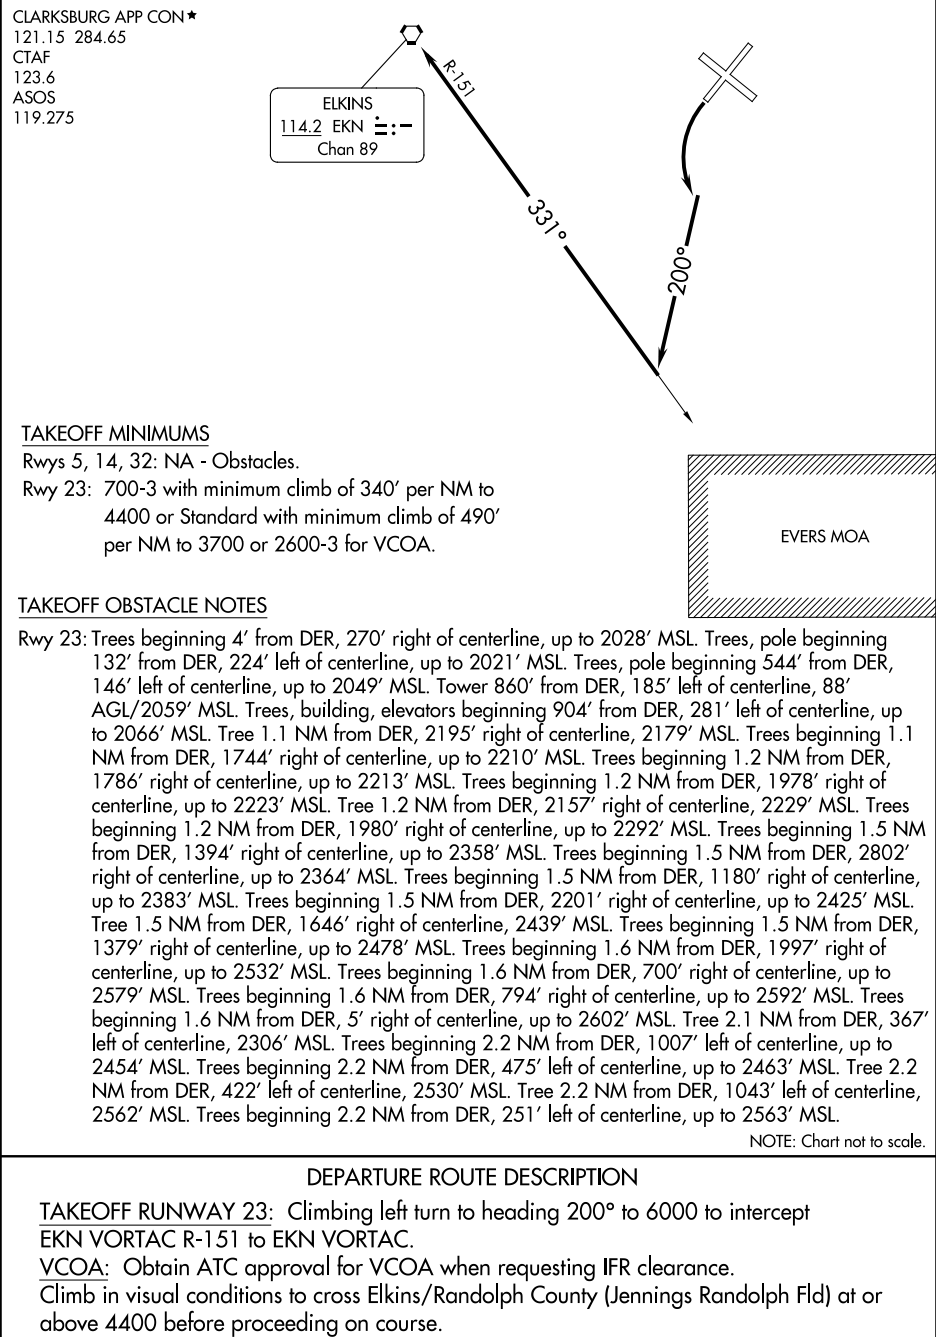 CLARKSBURG APP CON★
121.15 284.65
CTAF
123.6
ASOS
119.275
R-151
ELKINS
114.2 EKN
Chan 89
331°
200°
TAKEOFF MINIMUMS
Rwys 5, 14, 32: NA - Obstacles.
Rwy 23: 700-3 with minimum climb of 340′ per NM to
4400 or Standard with minimum climb of 490′
per NM to 3700 or 2600-3 for VCOA.
EVERS MOA
TAKEOFF OBSTACLE NOTES
Rwy 23: Trees beginning 4′ from DER, 270′ right of centerline, up to 2028′ MSL. Trees, pole beginning
132′ from DER, 224′ left of centerline, up to 2021′ MSL. Trees, pole beginning 544′ from DER,
146′ left of centerline, up to 2049′ MSL. Tower 860′ from DER, 185′ left of centerline, 88′
AGL/2059′ MSL. Trees, building, elevators beginning 904′ from DER, 281′ left of centerline, up
to 2066′ MSL. Tree 1.1 NM from DER, 2195′ right of centerline, 2179′ MSL. Trees beginning 1.1
NM from DER, 1744′ right of centerline, up to 2210′ MSL. Trees beginning 1.2 NM from DER,
1786′ right of centerline, up to 2213′ MSL. Trees beginning 1.2 NM from DER, 1978′ right of
centerline, up to 2223′ MSL. Tree 1.2 NM from DER, 2157′ right of centerline, 2229′ MSL. Trees
beginning 1.2 NM from DER, 1980′ right of centerline, up to 2292′ MSL. Trees beginning 1.5 NM
from DER, 1394′ right of centerline, up to 2358′ MSL. Trees beginning 1.5 NM from DER, 2802′
right of centerline, up to 2364′ MSL. Trees beginning 1.5 NM from DER, 1180′ right of centerline,
up to 2383′ MSL. Trees beginning 1.5 NM from DER, 2201′ right of centerline, up to 2425′ MSL.
Tree 1.5 NM from DER, 1646′ right of centerline, 2439′ MSL. Trees beginning 1.5 NM from DER,
1379′ right of centerline, up to 2478′ MSL. Trees beginning 1.6 NM from DER, 1997′ right of
centerline, up to 2532′ MSL. Trees beginning 1.6 NM from DER, 700′ right of centerline, up to
2579′ MSL. Trees beginning 1.6 NM from DER, 794′ right of centerline, up to 2592′ MSL. Trees
beginning 1.6 NM from DER, 5′ right of centerline, up to 2602′ MSL. Tree 2.1 NM from DER, 367′
left of centerline, 2306′ MSL. Trees beginning 2.2 NM from DER, 1007′ left of centerline, up to
2454′ MSL. Trees beginning 2.2 NM from DER, 475′ left of centerline, up to 2463′ MSL. Tree 2.2
NM from DER, 422′ left of centerline, 2530′ MSL. Tree 2.2 NM from DER, 1043′ left of centerline,
2562′ MSL. Trees beginning 2.2 NM from DER, 251′ left of centerline, up to 2563′ MSL.
NOTE: Chart not to scale.
DEPARTURE ROUTE DESCRIPTION
TAKEOFF RUNWAY 23: Climbing left turn to heading 200° to 6000 to intercept
EKN VORTAC R-151 to EKN VORTAC.
VCOA: Obtain ATC approval for VCOA when requesting IFR clearance.
Climb in visual conditions to cross Elkins/Randolph County (Jennings Randolph Fld) at or
above 4400 before proceeding on course.